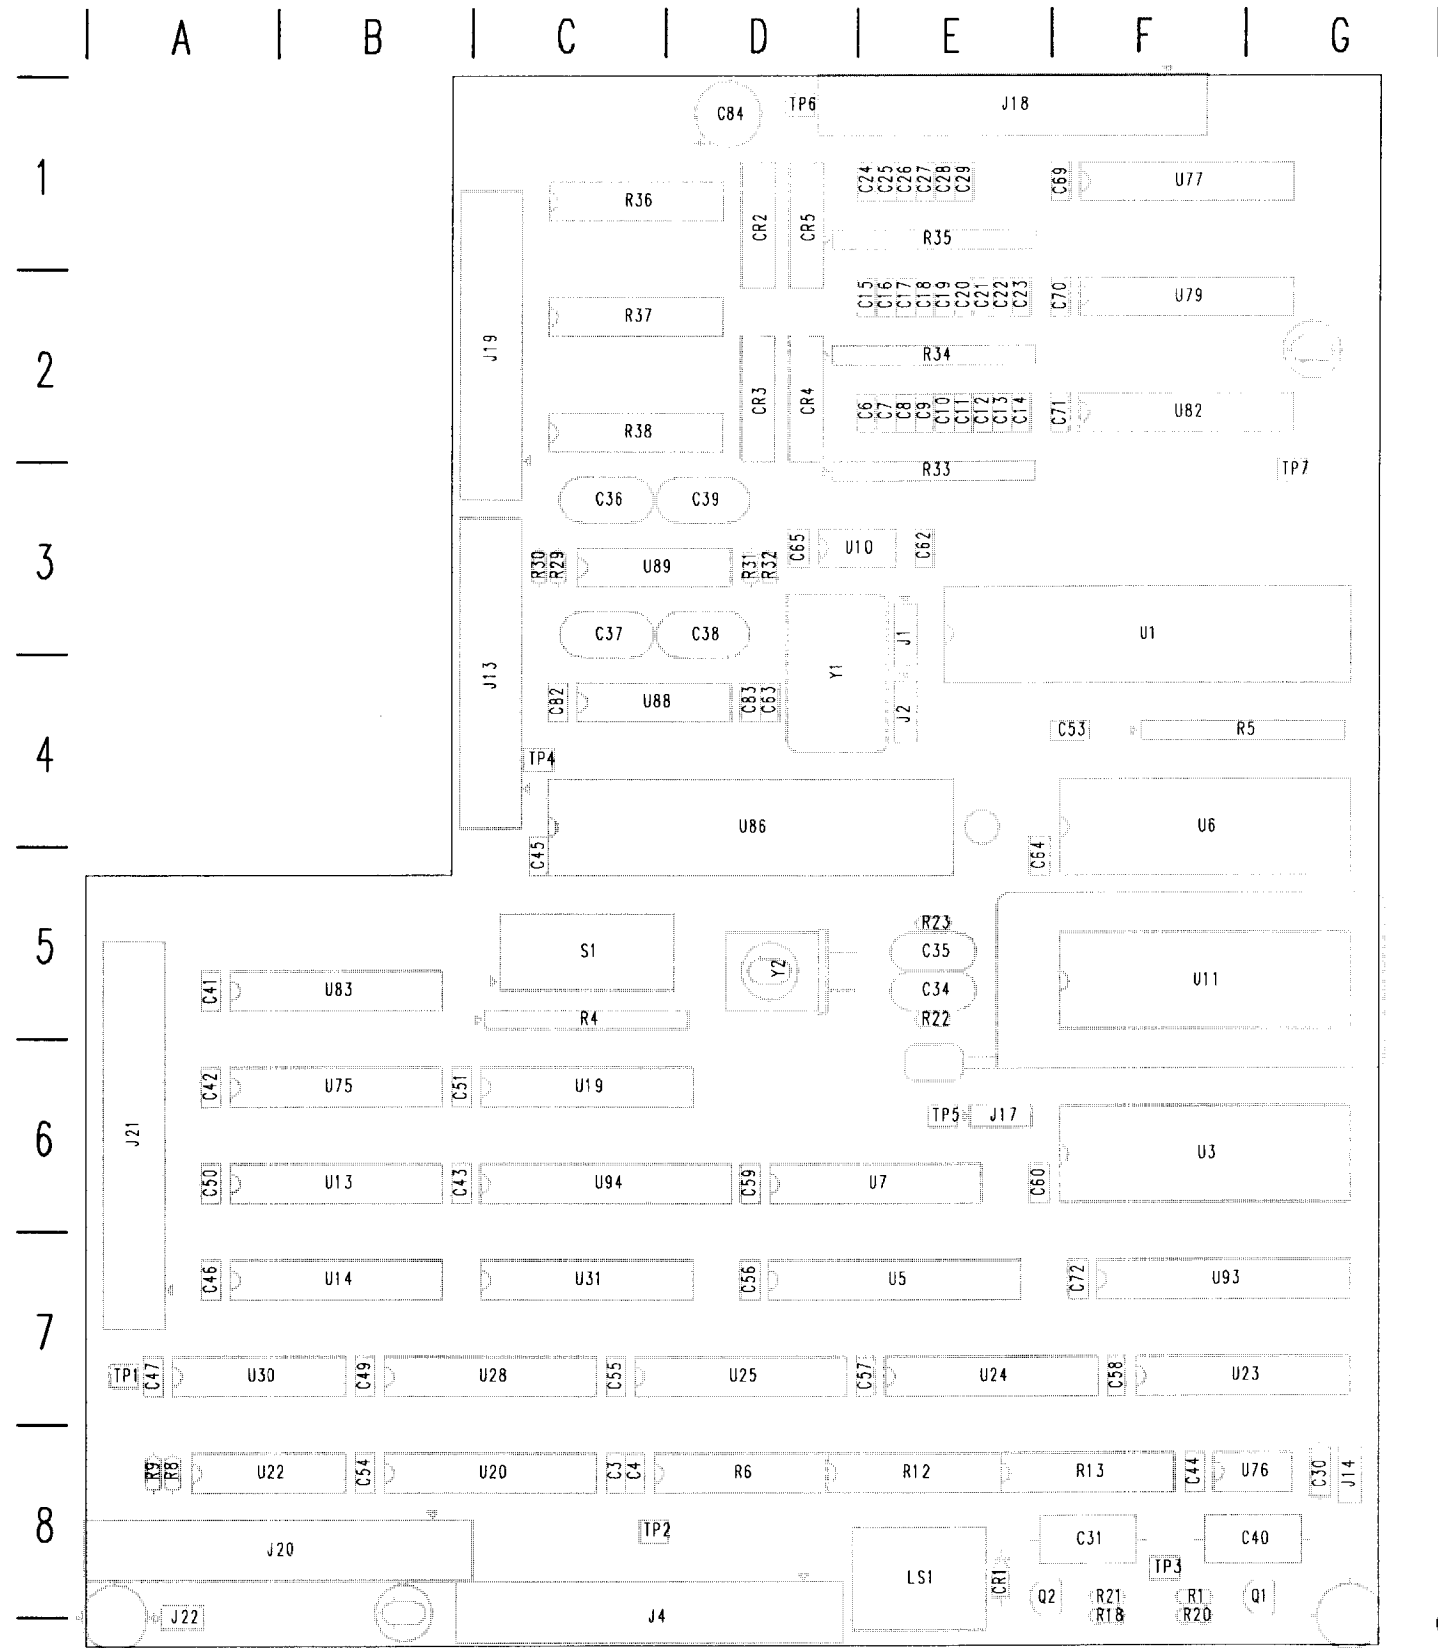 A B C D E F G
C84 TP6 J18
1
C24 C25 C26 C27 C28 C29 C69 U77
R36
CR2 CR5
R35
C15 C16 C17 C18 C19 C20 C21 C22 C23 C70 U79
R37
J19
2
R34
CR3 CR4
C6 C7 C8 C9 C10 C11 C12 C13 C14 C71 U82
R38
R33 TP7
C36 C39
3
R30 R29 U89 R31 R32 C65 U10 C62
C37 C38 J1 U1
J13 Y1
C82 U88 C83 C63 J2
C53 R5
4
TP4
U86 U6
C45 C64
5
R23
S1 C35
Y2 U11
C41 U83 C34
R4 R22
C42 U75 C51 U19
TP5 J17
6
J21 U3
C50 U13 C43 U94 C59 U7 C60
C46 U14 U31 C56 U5 C72 U93
7
TP1 C47 U30 C49 U28 C55 U25 C57 U24 C58 U23
R9 R8 U22 C54 U20 C3 C4 R6 R12 R13 C44 U76 C30 J14
8
TP2 C31 C40
J20 TP3
LS1 CR1
Q2 R21 R1 Q1
J22 J4 R18 R20